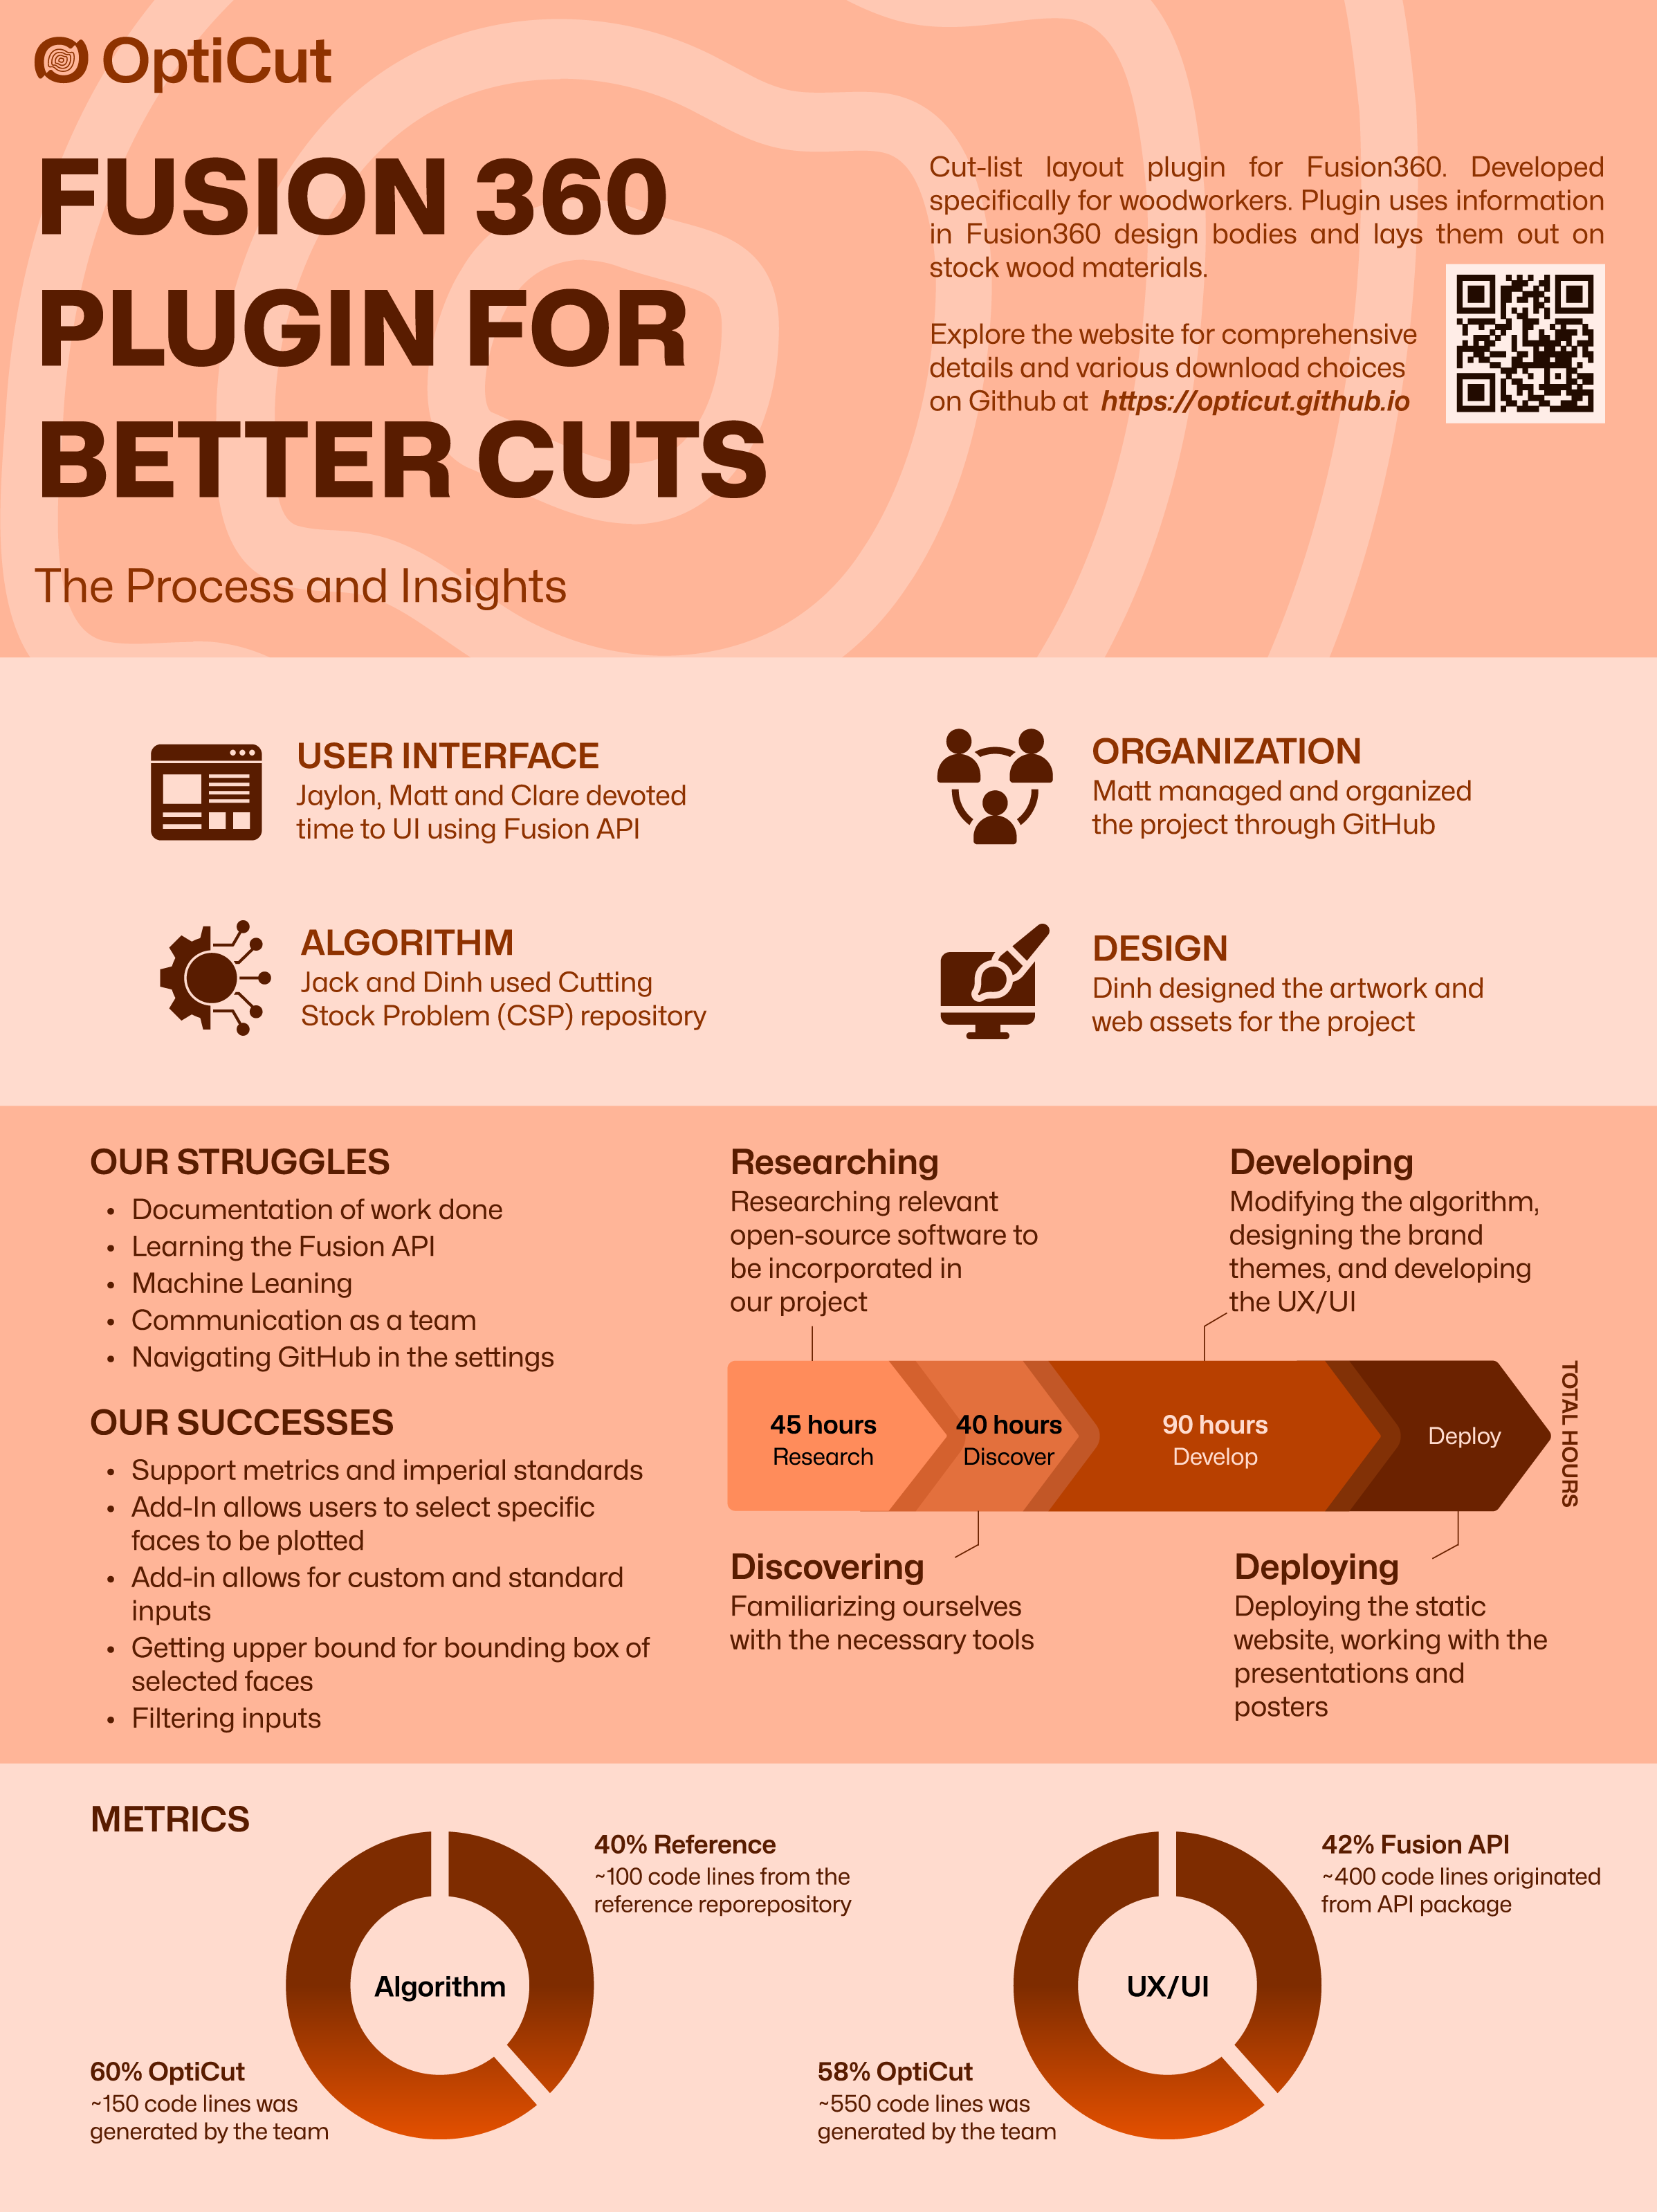 OptiCut
FUSION 360
PLUGIN FOR
BETTER CUTS
The Process and Insights
Cut-list layout plugin for Fusion360. Developed
specifically for woodworkers. Plugin uses information
in Fusion360 design bodies and lays them out on
stock wood materials.
Explore the website for comprehensive
details and various download choices
on Github at https://opticut.github.io
USER INTERFACE
Jaylon, Matt and Clare devoted
time to UI using Fusion API
ORGANIZATION
Matt managed and organized
the project through GitHub
ALGORITHM
Jack and Dinh used Cutting
Stock Problem (CSP) repository
DESIGN
Dinh designed the artwork and
web assets for the project
OUR STRUGGLES
• Documentation of work done
• Learning the Fusion API
• Machine Leaning
• Communication as a team
• Navigating GitHub in the settings
OUR SUCCESSES
• Support metrics and imperial standards
• Add-In allows users to select specific
faces to be plotted
• Add-in allows for custom and standard
inputs
• Getting upper bound for bounding box of
selected faces
• Filtering inputs
Researching
Researching relevant
open-source software to
be incorporated in
our project
Developing
Modifying the algorithm,
designing the brand
themes, and developing
the UX/UI
45 hours
Research
40 hours
Discover
90 hours
Develop
Deploy
TOTAL HOURS
Discovering
Familiarizing ourselves
with the necessary tools
Deploying
Deploying the static
website, working with the
presentations and
posters
METRICS
40% Reference
~100 code lines from the
reference reporepository
Algorithm
60% OptiCut
~150 code lines was
generated by the team
42% Fusion API
~400 code lines originated
from API package
UX/UI
58% OptiCut
~550 code lines was
generated by the team